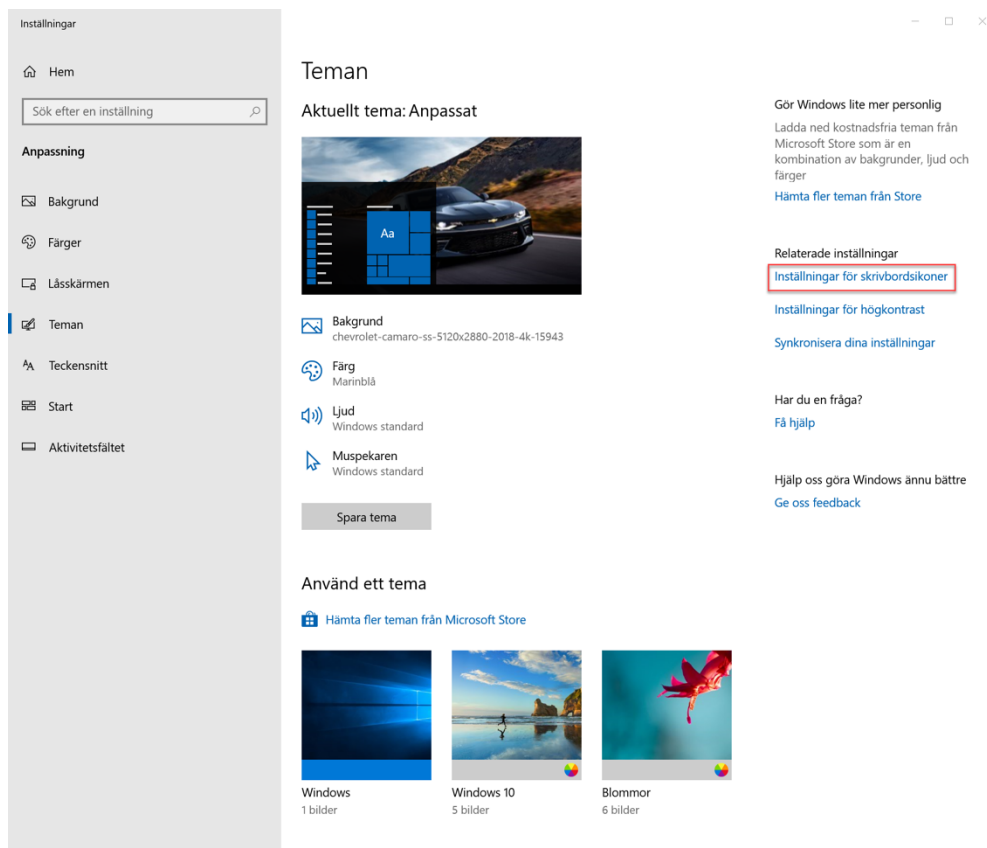 Inställningar
Hem
Sök efter en inställning
Anpassning
Bakgrund
Färger
Låsskärmen
Teman
Teckensnitt
Start
Aktivitetsfältet
Teman
Aktuellt tema: Anpassat
Aa
Bakgrund
chevrolet-camaro-ss-5120x2880-2018-4k-15943
Färg
Marinblå
Ljud
Windows standard
Muspekaren
Windows standard
Spara tema
Använd ett tema
Hämta fler teman från Microsoft Store
Windows
1 bilder
Windows 10
5 bilder
Blommor
6 bilder
Gör Windows lite mer personlig
Ladda ned kostnadsfria teman från
Microsoft Store som är en
kombination av bakgrunder, ljud och
färger
Hämta fler teman från Store
Relaterade inställningar
Inställningar för skrivbordsikoner
Inställningar för högkontrast
Synkronisera dina inställningar
Har du en fråga?
Få hjälp
Hjälp oss göra Windows ännu bättre
Ge oss feedback